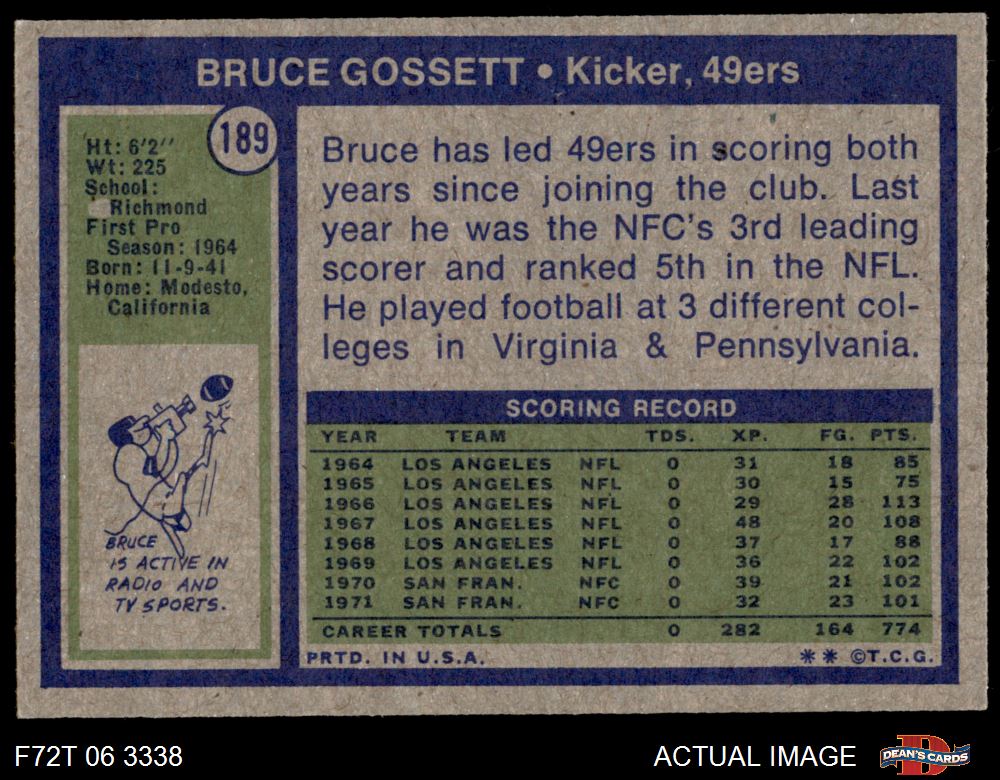 BRUCE GOSSETT • Kicker, 49ers
189
Ht: 6'2''
Wt: 225
School:
Richmond
First Pro
Season: 1964
Born: 11-9-41
Home: Modesto,
California
Bruce has led 49ers in scoring both
years since joining the club. Last
year he was the NFC's 3rd leading
scorer and ranked 5th in the NFL.
He played football at 3 different col-
leges in Virginia & Pennsylvania.
BRUCE
IS ACTIVE IN
RADIO AND
TV SPORTS.
SCORING RECORD
YEAR TEAM TDS. XP. FG. PTS.
1964 LOS ANGELES NFL 0 31 18 85
1965 LOS ANGELES NFL 0 30 15 75
1966 LOS ANGELES NFL 0 29 28 113
1967 LOS ANGELES NFL 0 48 20 108
1968 LOS ANGELES NFL 0 37 17 88
1969 LOS ANGELES NFL 0 36 22 102
1970 SAN FRAN. NFC 0 39 21 102
1971 SAN FRAN. NFC 0 32 23 101
CAREER TOTALS 0 282 164 774
PRTD. IN U.S.A. ** ©T.C.G.
F72T 06 3338 ACTUAL IMAGE
D
DEAN'S CARDS